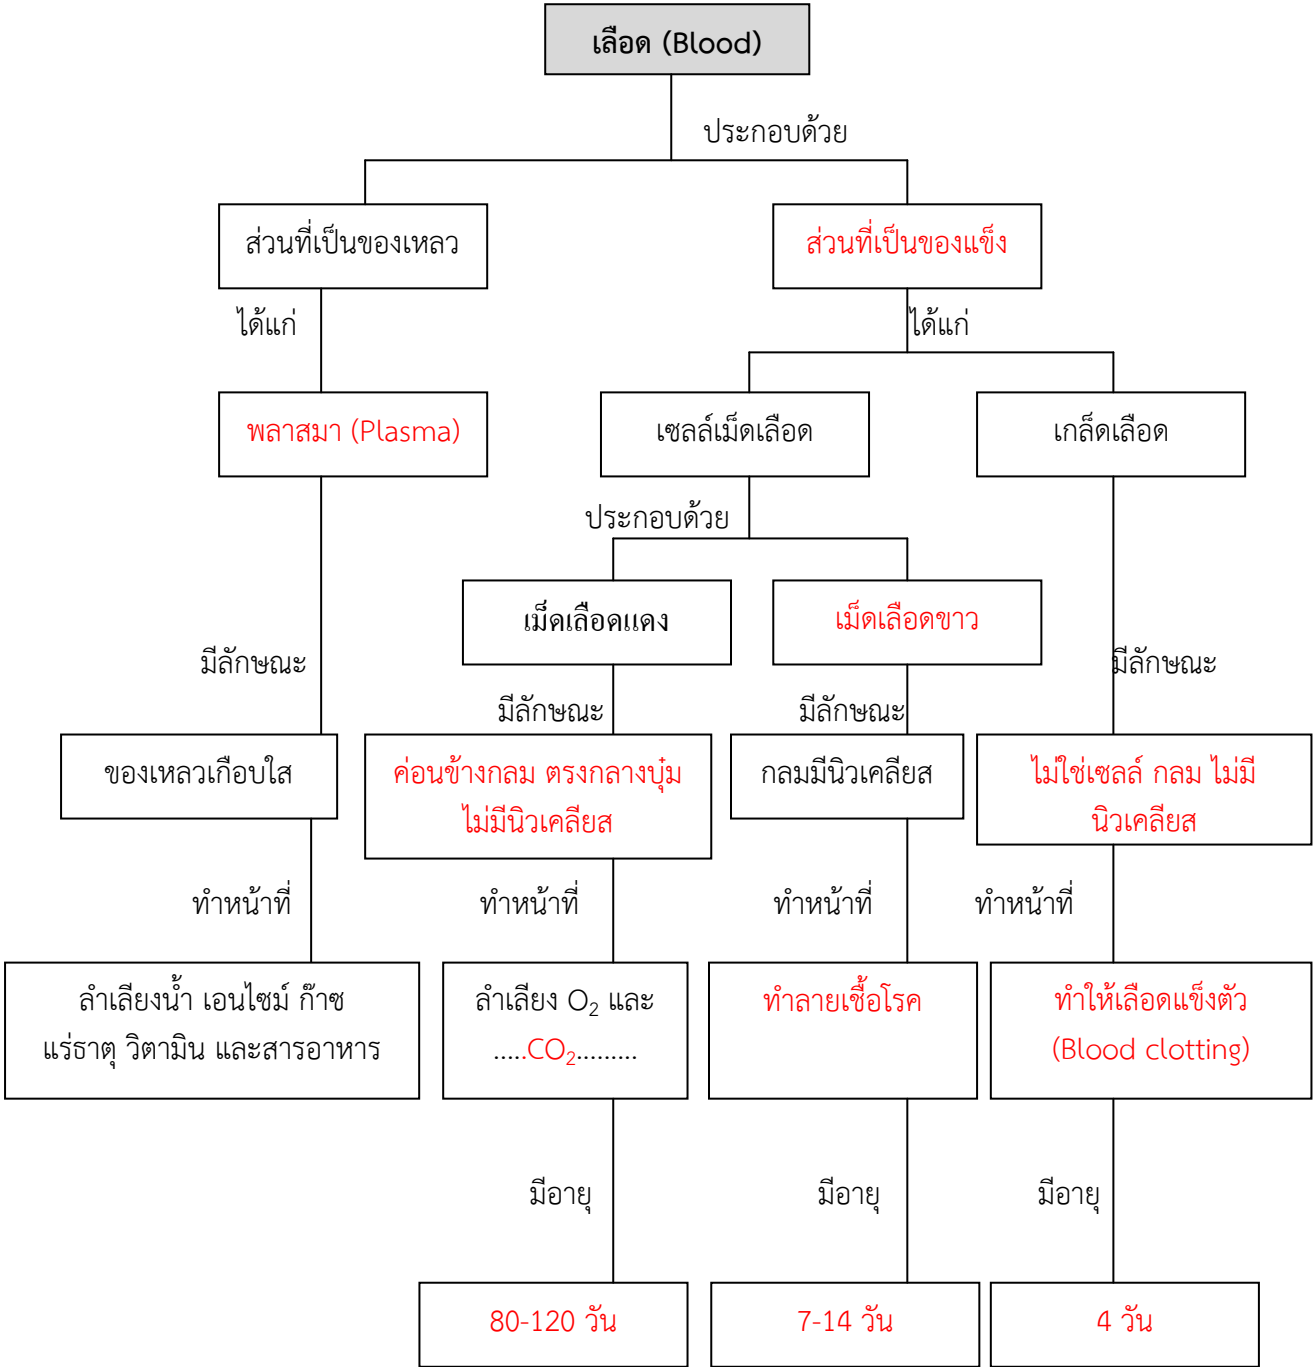 เลือด (Blood)
ประกอบด้วย
ส่วนที่เป็นของเหลว
ส่วนที่เป็นของแข็ง
ได้แก่
ได้แก่
พลาสมา (Plasma)
เซลล์เม็ดเลือด
เกล็ดเลือด
ประกอบด้วย
เม็ดเลือดแดง
เม็ดเลือดขาว
มีลักษณะ
มีลักษณะ
มีลักษณะ
มีลักษณะ
ของเหลวเกือบใส
ค่อนข้างกลม ตรงกลางบุ๋ม
ไม่มีนิวเคลียส
กลมมีนิวเคลียส
ไม่ใช่เซลล์ กลม ไม่มี
นิวเคลียส
ทำหน้าที่
ทำหน้าที่
ทำหน้าที่
ทำหน้าที่
ลำเลียงน้ำ เอนไซม์ ก๊าซ
แร่ธาตุ วิตามิน และสารอาหาร
ลำเลียง O₂ และ
.....CO₂.........
ทำลายเชื้อโรค
ทำให้เลือดแข็งตัว
(Blood clotting)
มีอายุ
มีอายุ
มีอายุ
80-120 วัน
7-14 วัน
4 วัน